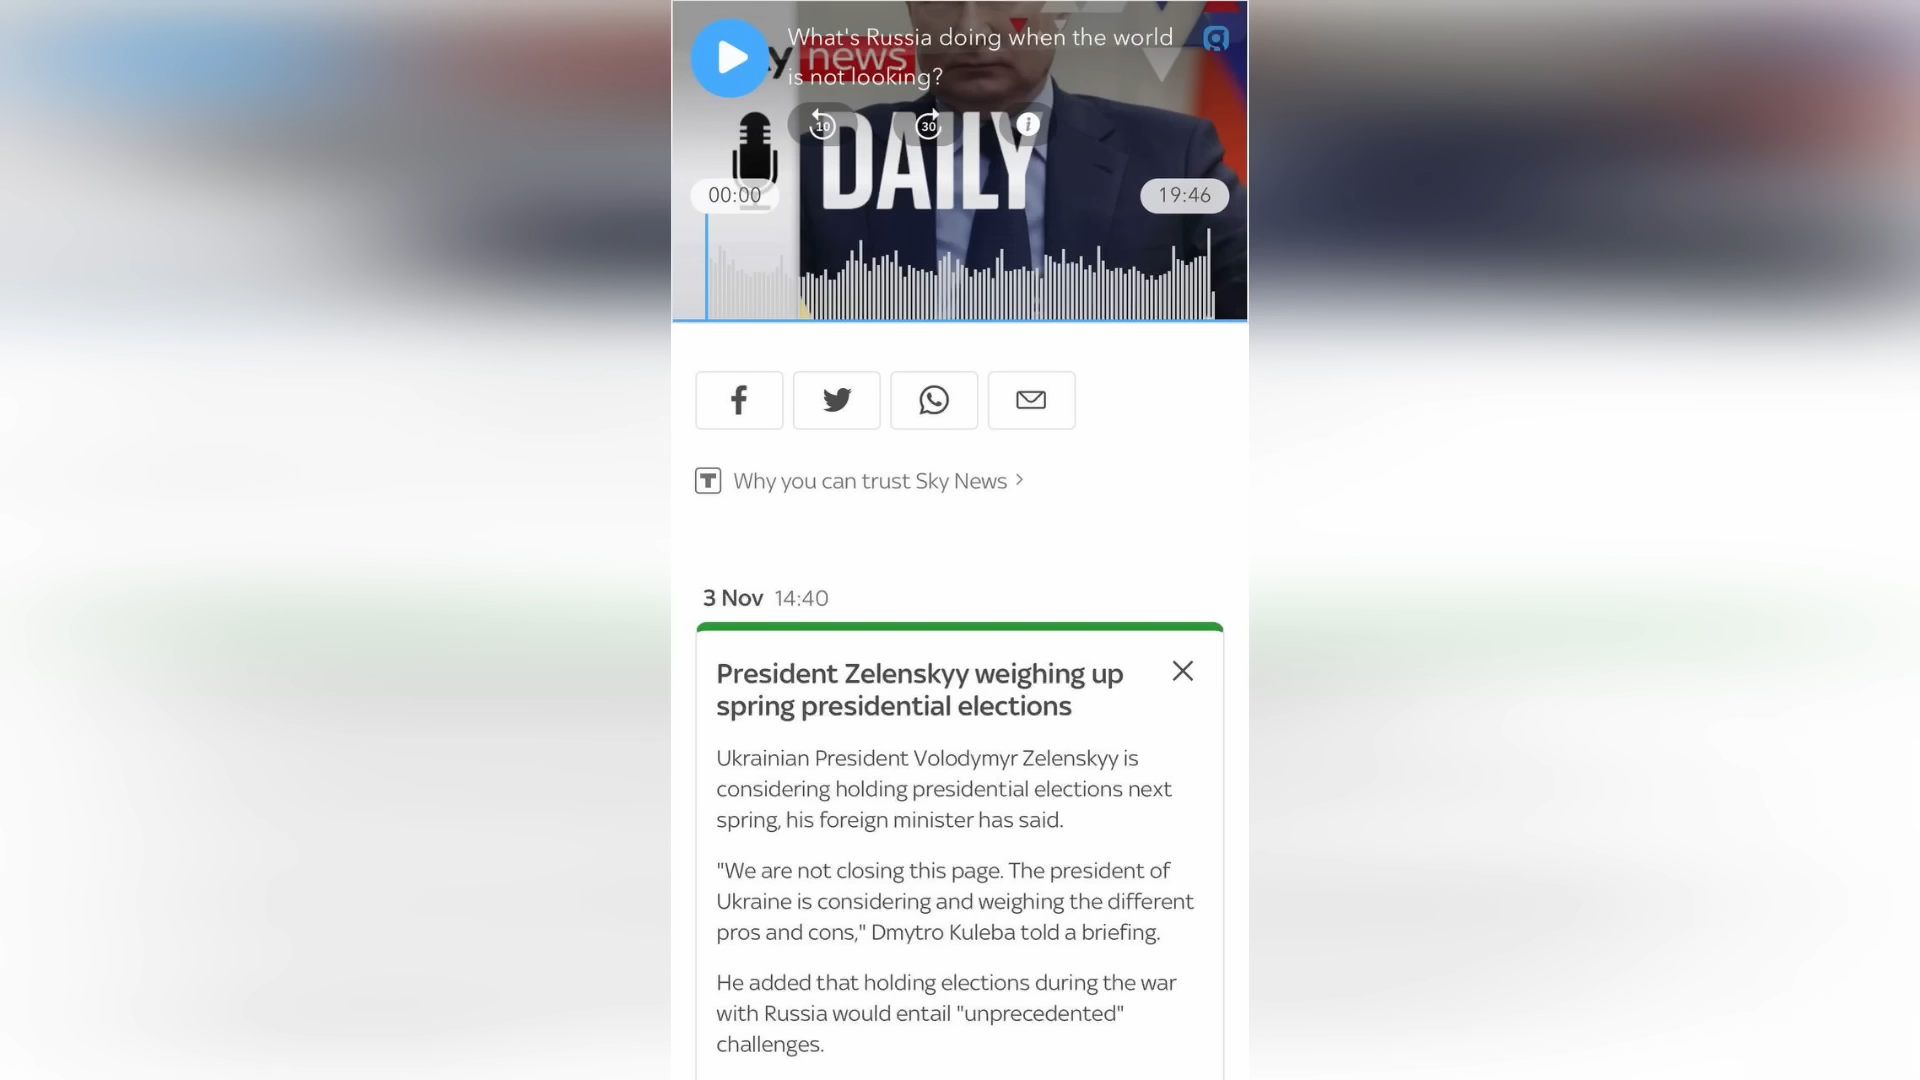 What's Russia doing when the world
is not looking?
news
10
30
DAILY
00:00
19:46
Why you can trust Sky News
3 Nov 14:40
President Zelenskyy weighing up
spring presidential elections
Ukrainian President Volodymyr Zelenskyy is
considering holding presidential elections next
spring, his foreign minister has said.
"We are not closing this page. The president of
Ukraine is considering and weighing the different
pros and cons," Dmytro Kuleba told a briefing.
He added that holding elections during the war
with Russia would entail "unprecedented"
challenges.